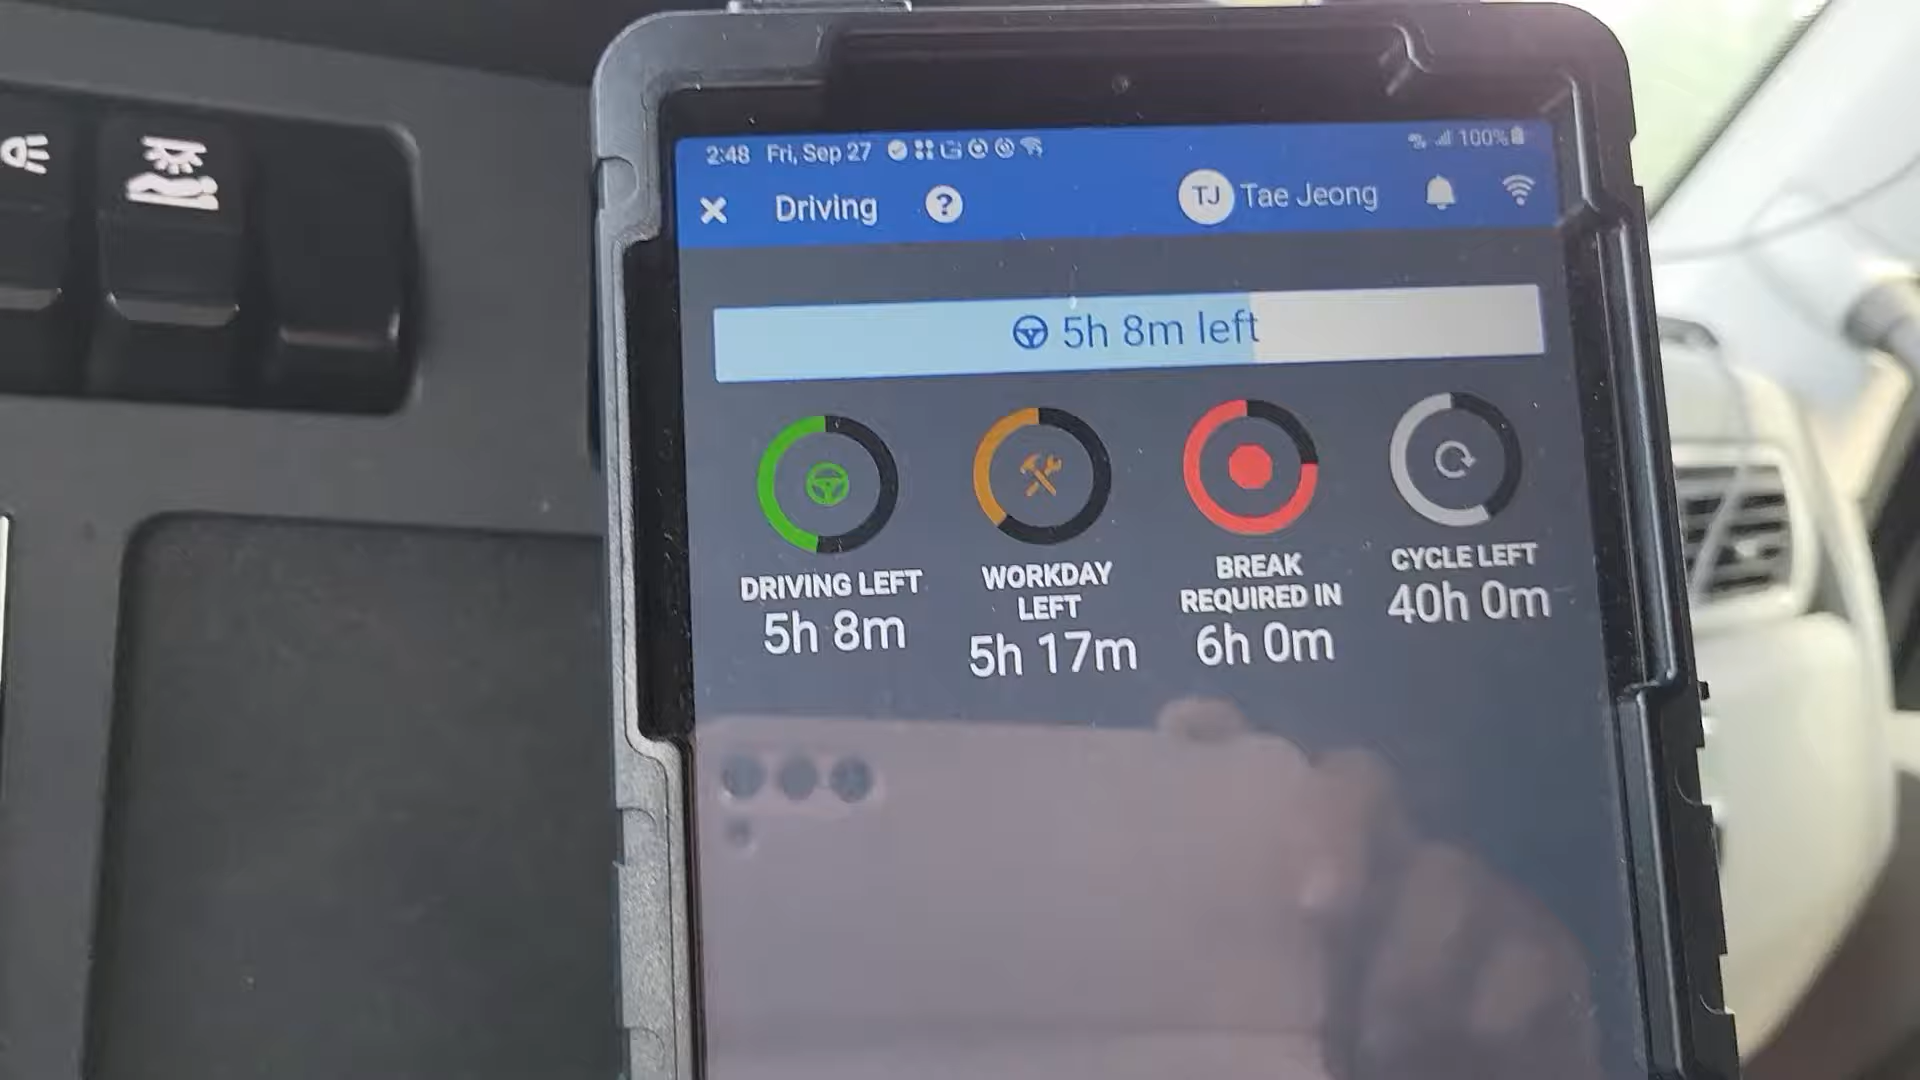 2:48 Fri, Sep 27 100%
Driving ? TJ Tae Jeong
5h 8m left
DRIVING LEFT
5h 8m
WORKDAY
LEFT
5h 17m
BREAK
REQUIRED IN
6h 0m
CYCLE LEFT
40h 0m